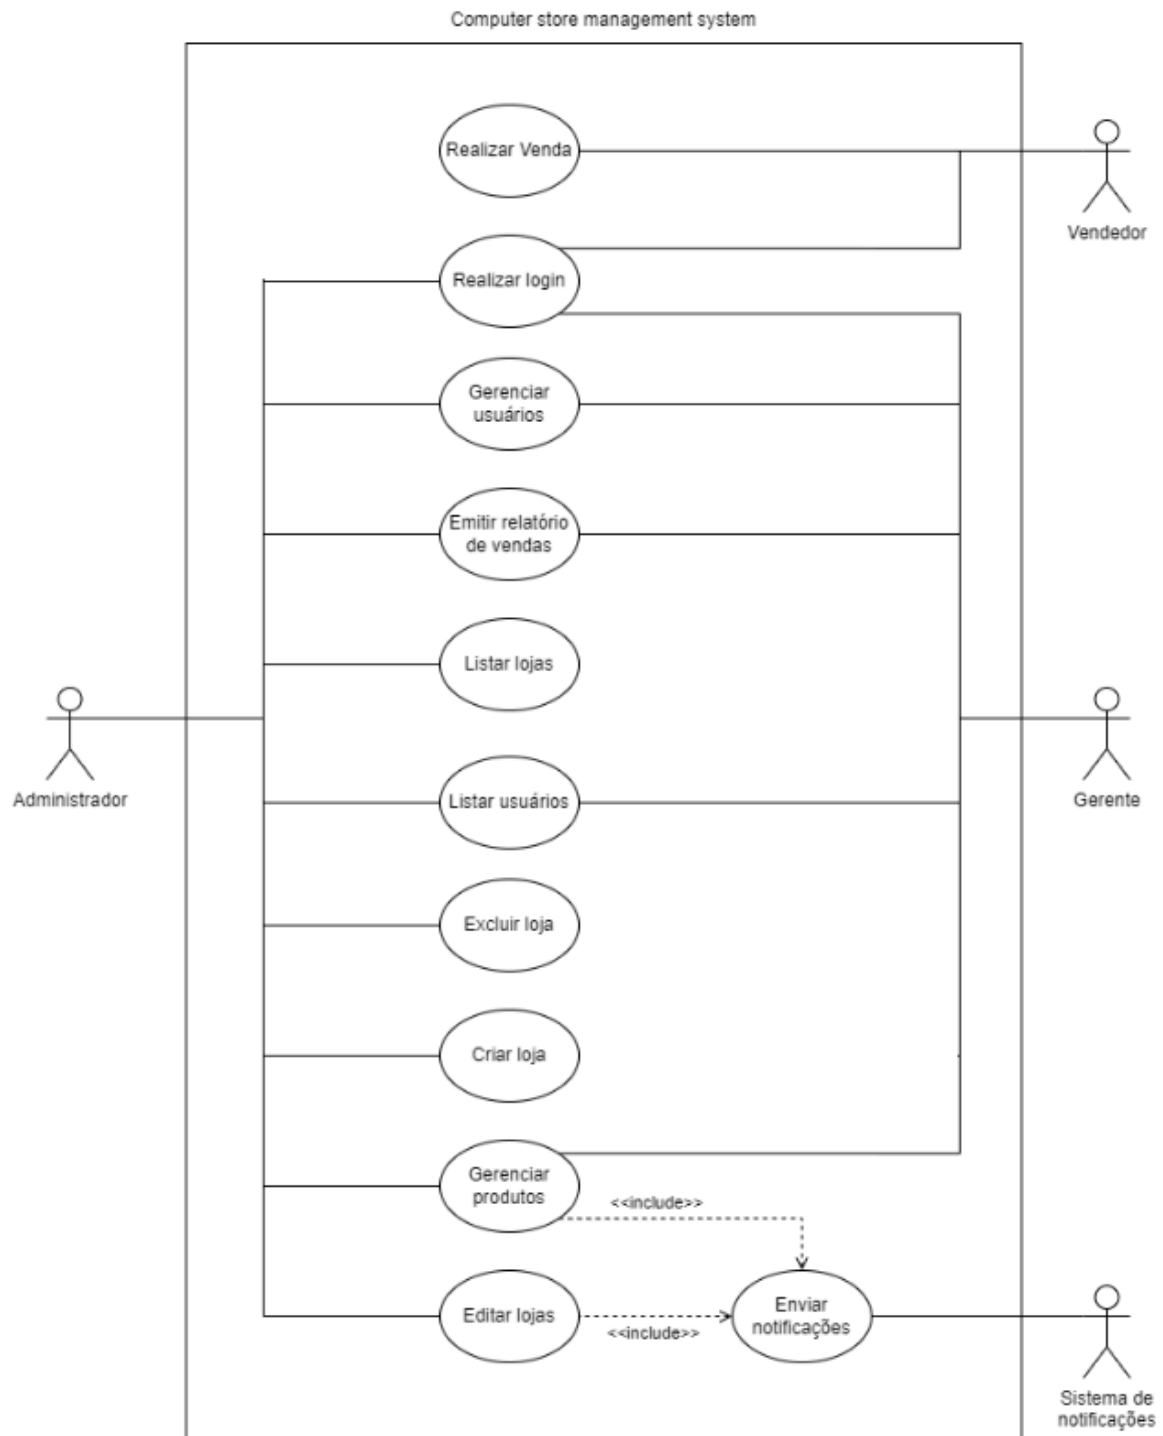 Computer store management system
Realizar Venda
Vendedor
Realizar login
Gerenciar
usuários
Emitir relatório
de vendas
Listar lojas
Administrador
Gerente
Listar usuários
Excluir loja
Criar loja
Gerenciar
produtos
<<include>>
Editar lojas
<<include>>
Enviar
notificações
Sistema de
notificações